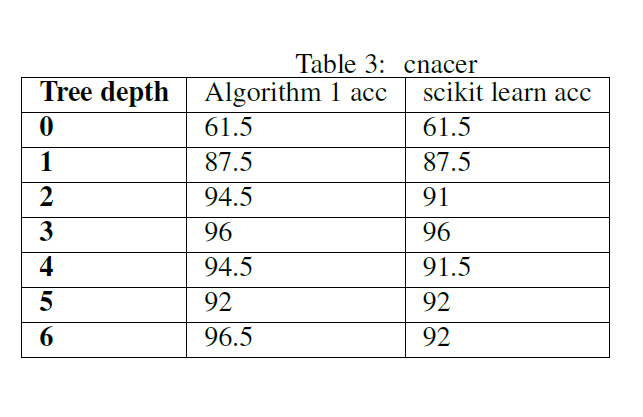 Table 3: cnacer
Tree depth Algorithm 1 acc scikit learn acc
0 61.5 61.5
1 87.5 87.5
2 94.5 91
3 96 96
4 94.5 91.5
5 92 92
6 96.5 92